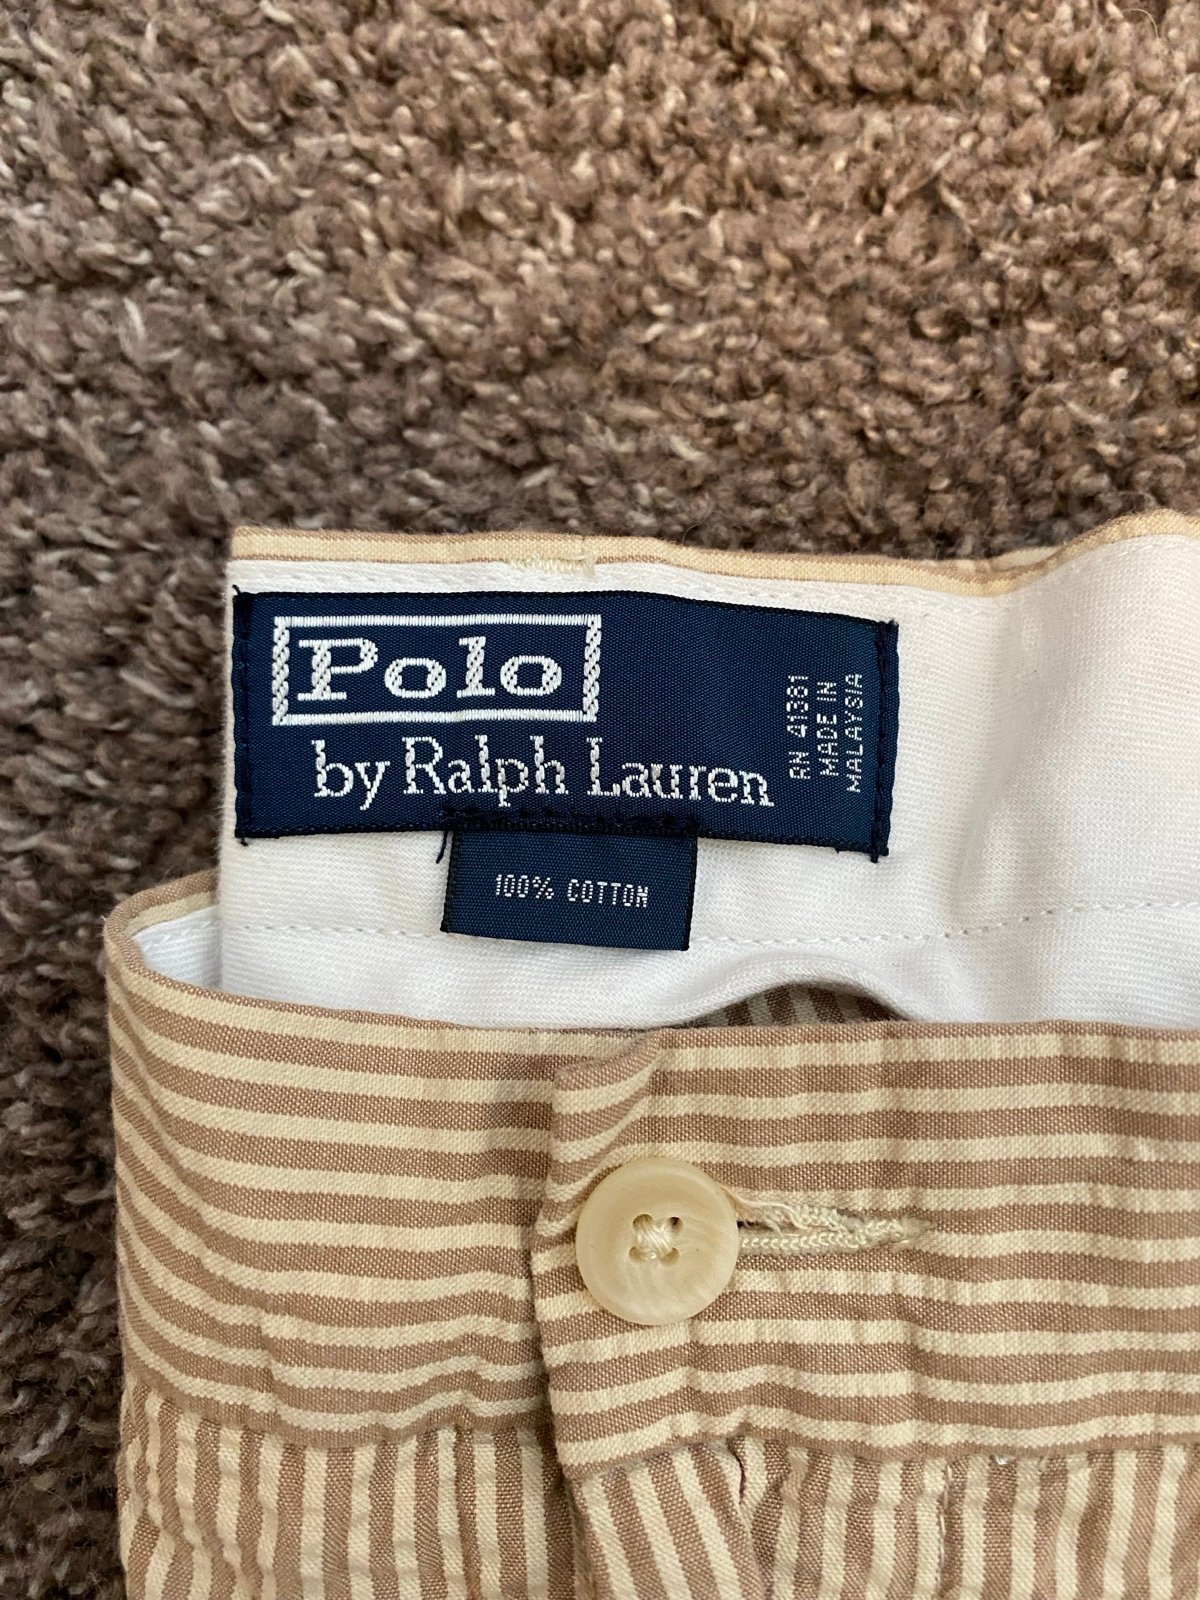 Polo
by Ralph Lauren
RN 41381
MADE IN
MALAYSIA
100% COTTON